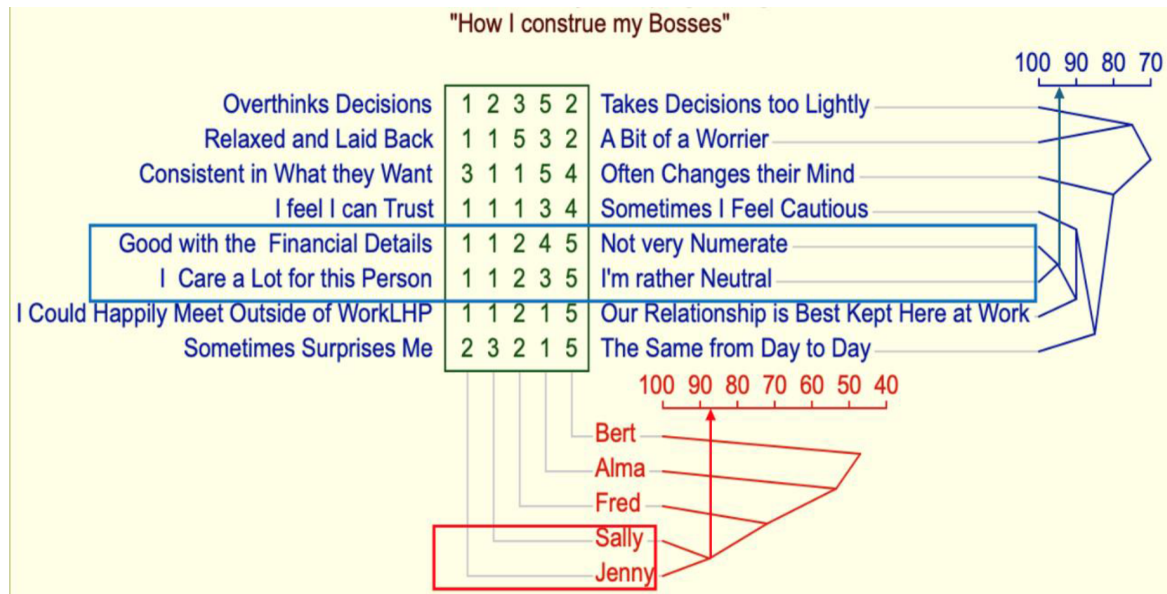 "How I construe my Bosses"
100 90 80 70
Overthinks Decisions 1 2 3 5 2 Takes Decisions too Lightly
Relaxed and Laid Back 1 1 5 3 2 A Bit of a Worrier
Consistent in What they Want 3 1 1 5 4 Often Changes their Mind
I feel I can Trust 1 1 1 3 4 Sometimes I Feel Cautious
Good with the Financial Details 1 1 2 4 5 Not very Numerate
I Care a Lot for this Person 1 1 2 3 5 I'm rather Neutral
I Could Happily Meet Outside of WorkLHP 1 1 2 1 5 Our Relationship is Best Kept Here at Work
Sometimes Surprises Me 2 3 2 1 5 The Same from Day to Day
100 90 80 70 60 50 40
Bert
Alma
Fred
Sally
Jenny